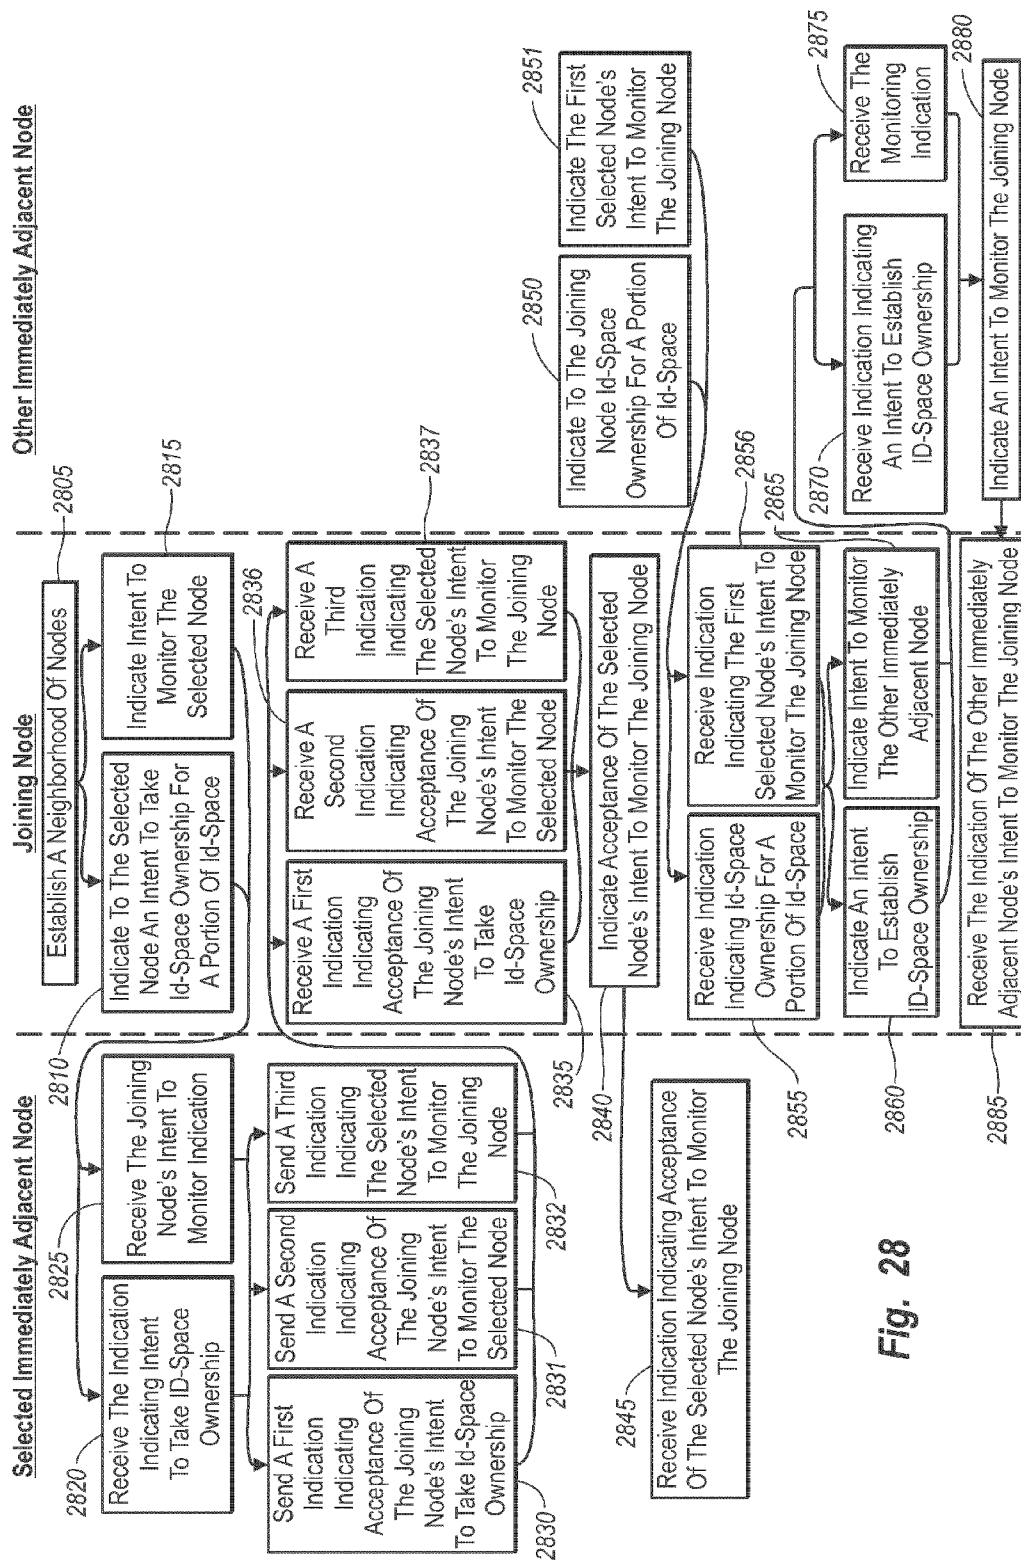 Selected Immediately Adjacent Node
Joining Node
Other Immediately Adjacent Node
2805
Establish A Neighborhood Of Nodes
2810
Indicate To The Selected
Node An Intent To Take
Id-Space Ownership For
A Portion Of Id-Space
2815
Indicate Intent To
Monitor The
Selected Node
2820
Receive The Indication
Indicating Intent
To Take ID-Space
Ownership
2825
Receive The Joining
Node's Intent To
Monitor Indication
Send A First
Indication
Indicating
Acceptance Of
The Joining
Node's Intent
To Take Id-Space
Ownership
2830
Send A Second
Indication
Indicating
Acceptance Of
The Joining
Node's Intent
To Monitor The
Selected Node
2831
Send A Third
Indication
Indicating
The Selected
Node's Intent
To Monitor
The Joining
Node
2832
Receive A First
Indication
Indicating
Acceptance Of
The Joining
Node's Intent
To Take
Id-Space
Ownership
2835
2836
Receive A
Second
Indication
Indicating
Acceptance Of
The Joining
Node's Intent
To Monitor The
Selected Node
2837
Receive A
Third
Indication
Indicating
The Selected
Node's Intent
To Monitor
The Joining
Node
2840
Indicate Acceptance Of The Selected
Node's Intent To Monitor The Joining Node
2845
Receive Indication Indicating Acceptance
Of The Selected Node's Intent To Monitor
The Joining Node
2850
Indicate To The Joining
Node Id-Space
Ownership For A Portion
Of Id-Space
2851
Indicate The First
Selected Node's
Intent To Monitor
The Joining Node
2855
Receive Indication
Indicating Id-Space
Ownership For A
Portion Of Id-Space
2856
Receive Indication
Indicating The First
Selected Node's Intent To
Monitor The Joining Node
2860
Indicate An Intent
To Establish
ID-Space Ownership
2865
Indicate Intent To Monitor
The Other Immediately
Adjacent Node
2870
Receive Indication Indicating
An Intent To Establish
ID-Space Ownership
2875
Receive The
Monitoring
Indication
2880
Indicate An Intent To Monitor The Joining Node
2885
Receive The Indication Of The Other Immediately
Adjacent Node's Intent To Monitor The Joining Node
Fig. 28